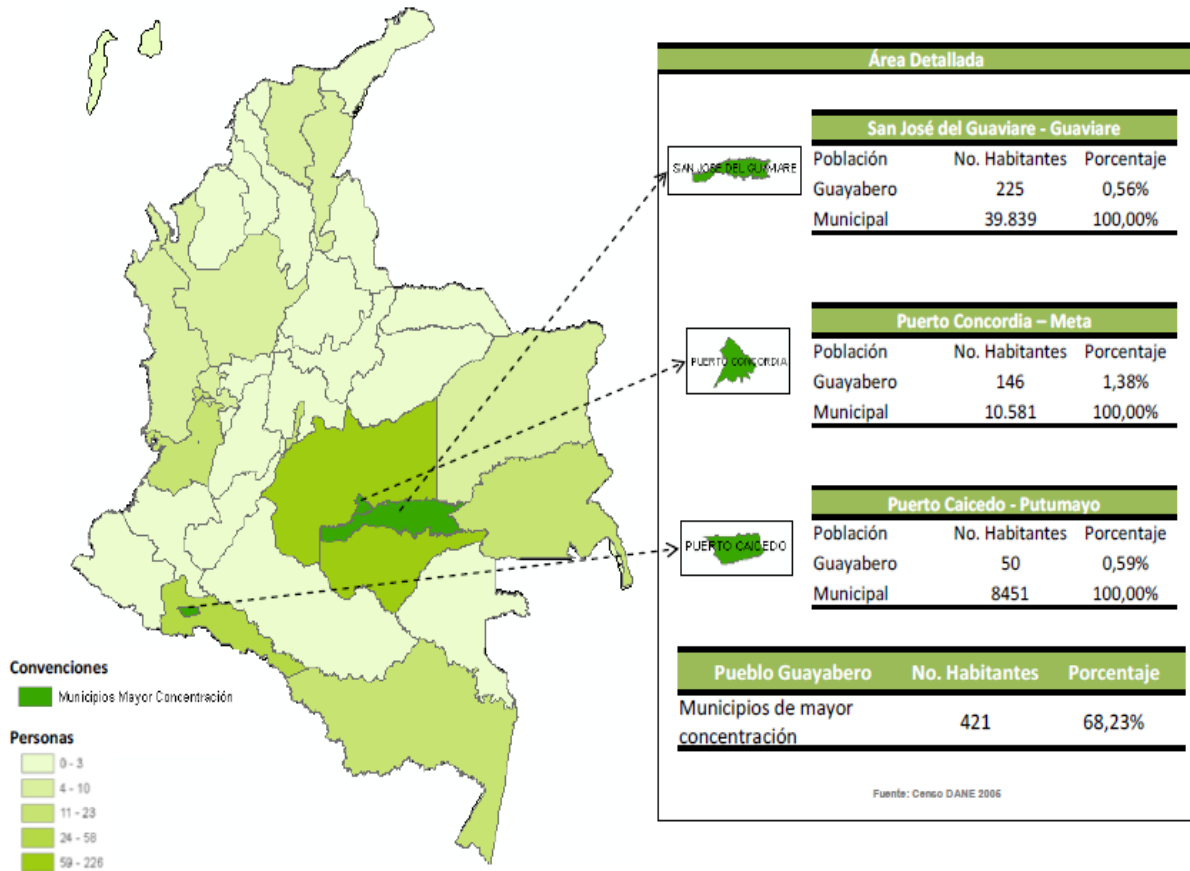 Área Detallada
SAN JOSE DEL GUAVIARE
San José del Guaviare - Guaviare
Población No. Habitantes Porcentaje
Guayabero 225 0,56%
Municipal 39.839 100,00%
PUERTO CONCORDIA
Puerto Concordia – Meta
Población No. Habitantes Porcentaje
Guayabero 146 1,38%
Municipal 10.581 100,00%
PUERTO CAICEDO
Puerto Caicedo - Putumayo
Población No. Habitantes Porcentaje
Guayabero 50 0,59%
Municipal 8451 100,00%
Pueblo Guayabero No. Habitantes Porcentaje
Municipios de mayor
concentración 421 68,23%
Fuente: Censo DANE 2005
Convenciones
Municipios Mayor Concentración
Personas
0 - 3
4 - 10
11 - 23
24 - 58
59 - 226